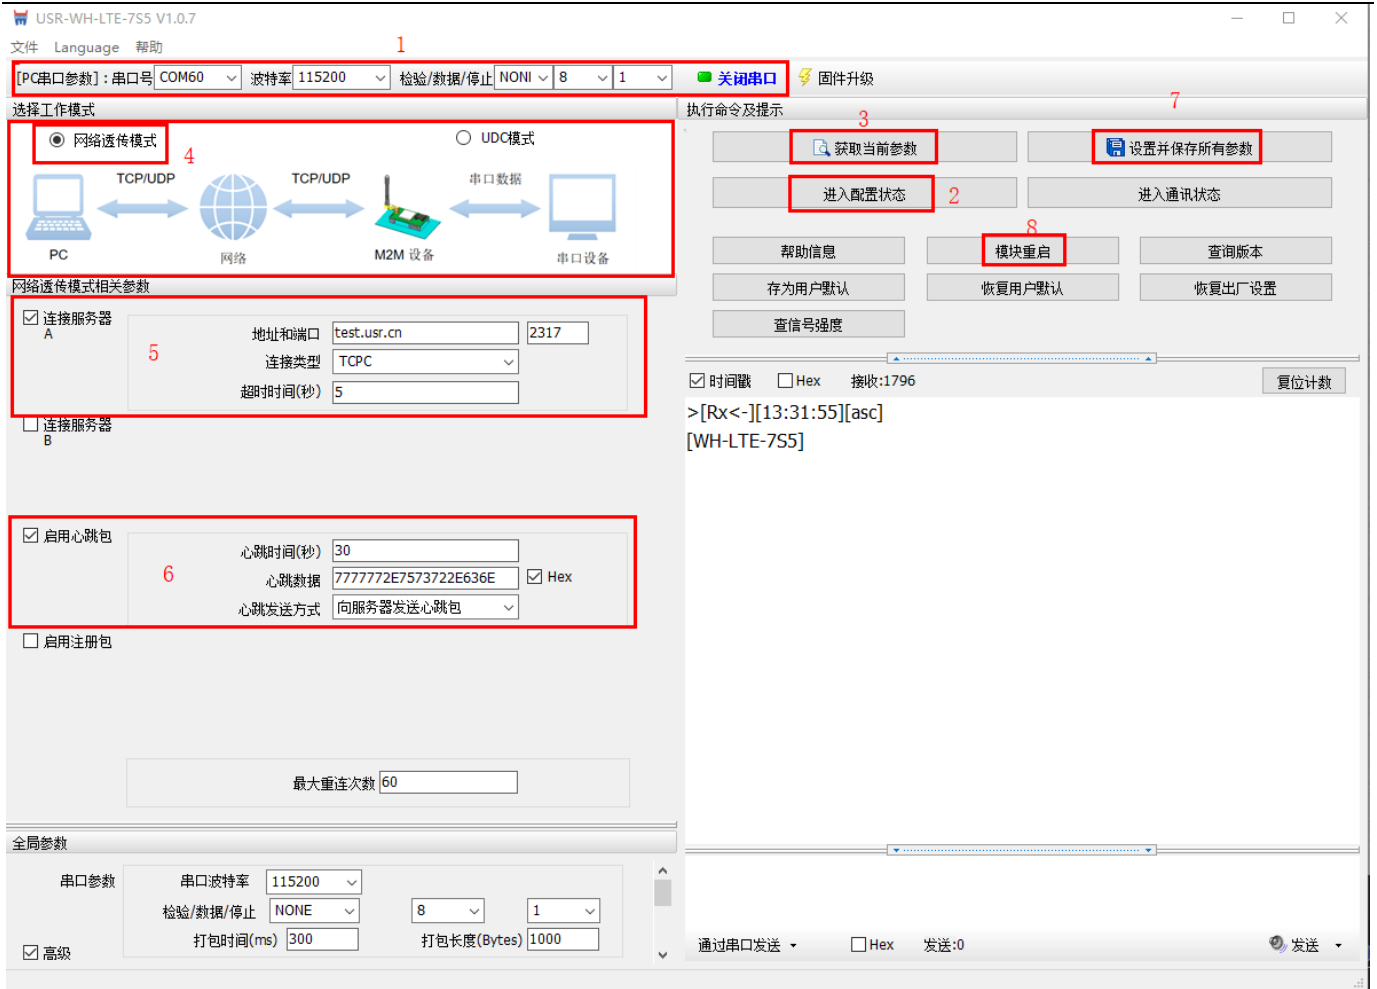 USR-WH-LTE-7S5 V1.0.7
文件 Language 帮助
1
[PC串口参数]：串口号 COM60 波特率 115200 检验/数据/停止 NONI 8 1 关闭串口 固件升级
选择工作模式
网络透传模式 UDC模式
4
TCP/UDP TCP/UDP 串口数据
PC 网络 M2M 设备 串口设备
网络透传模式相关参数
连接服务器
A
5
地址和端口 test.usr.cn 2317
连接类型 TCPC
超时时间(秒) 5
连接服务器
B
启用心跳包
6
心跳时间(秒) 30
心跳数据 7777772E7573722E636E Hex
心跳发送方式 向服务器发送心跳包
启用注册包
最大重连次数 60
全局参数
串口参数 串口波特率 115200
检验/数据/停止 NONE 8 1
打包时间(ms) 300 打包长度(Bytes) 1000
高级
执行命令及提示
3 7
获取当前参数 设置并保存所有参数
进入配置状态 2 进入通讯状态
8
帮助信息 模块重启 查询版本
存为用户默认 恢复用户默认 恢复出厂设置
查信号强度
时间戳 Hex 接收:1796 复位计数
>[Rx<-][13:31:55][asc]
[WH-LTE-7S5]
通过串口发送 Hex 发送:0 发送